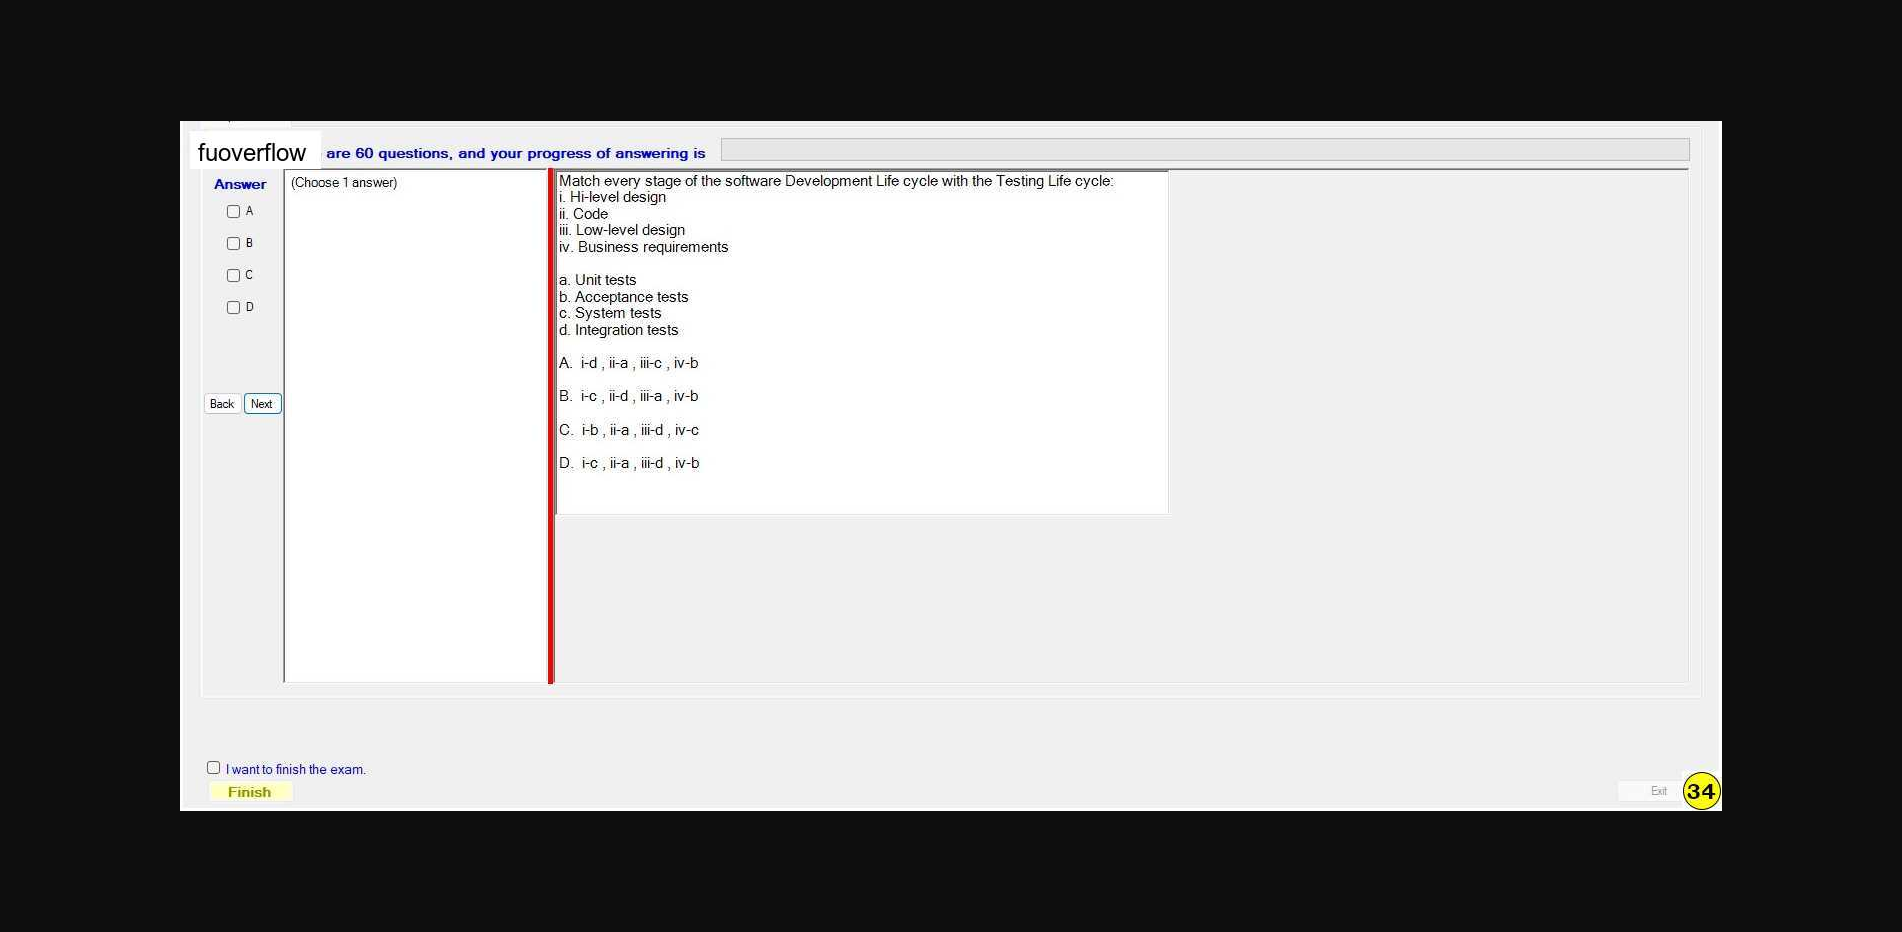 fuoverflow are 60 questions, and your progress of answering is
Answer
A
B
C
D
Back Next
(Choose 1 answer)
Match every stage of the software Development Life cycle with the Testing Life cycle:
i. Hi-level design
ii. Code
iii. Low-level design
iv. Business requirements
a. Unit tests
b. Acceptance tests
c. System tests
d. Integration tests
A. i-d , ii-a , iii-c , iv-b
B. i-c , ii-d , iii-a , iv-b
C. i-b , ii-a , iii-d , iv-c
D. i-c , ii-a , iii-d , iv-b
I want to finish the exam.
Finish
Exit
34